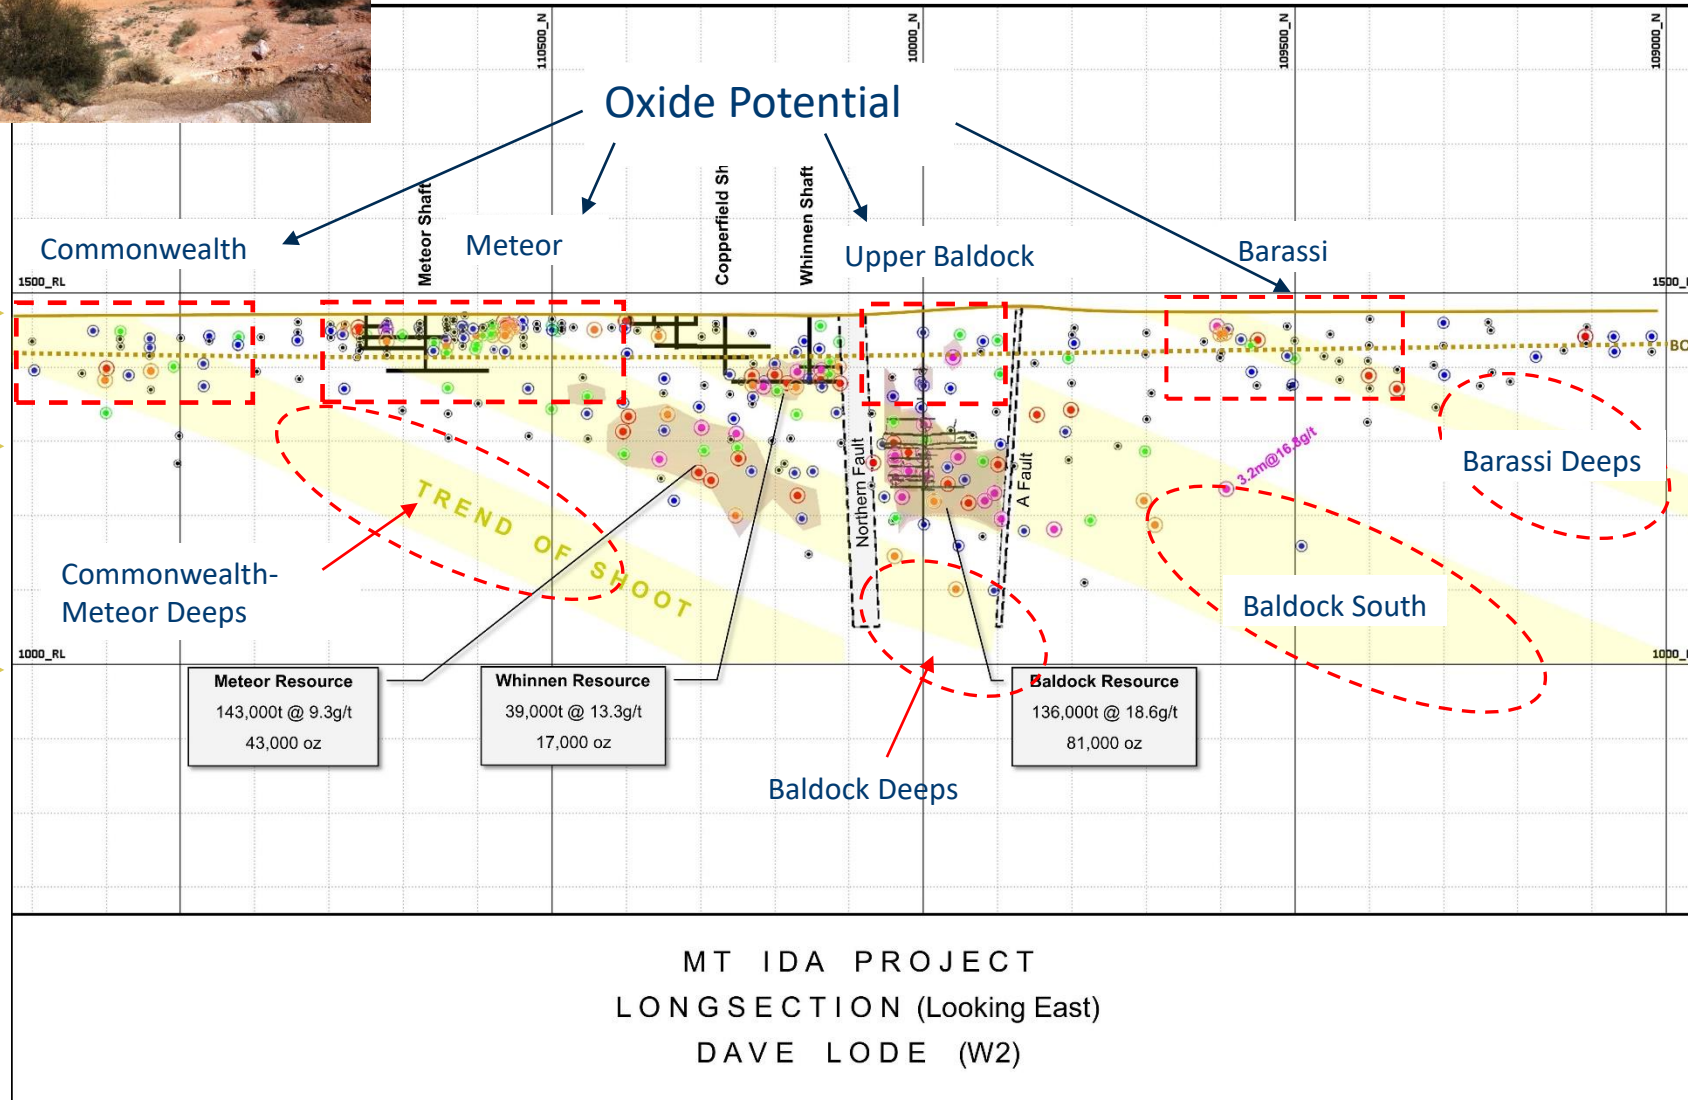 110500_N
10000_N
109500_N
109000_N
Oxide Potential
Meteor Shaft
Copperfield Sh
Whinnen Shaft
Commonwealth
Meteor
Upper Baldock
Barassi
1500_RL
1500_
BO
Northern Fault
A Fault
3.2m@16.8g/t
Barassi Deeps
TREND OF SHOOT
Commonwealth-
Meteor Deeps
Baldock South
1000_RL
1000_
Meteor Resource
143,000t @ 9.3g/t
43,000 oz
Whinnen Resource
39,000t @ 13.3g/t
17,000 oz
Baldock Resource
136,000t @ 18.6g/t
81,000 oz
Baldock Deeps
MT IDA PROJECT
LONGSECTION (Looking East)
DAVE LODE (W2)